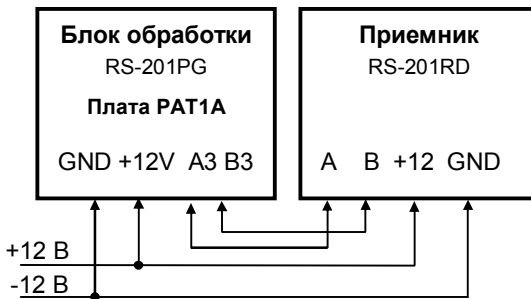 Блок обработки
RS-201PG
Плата PAT1A
GND +12V A3 B3
Приемник
RS-201RD
A B +12 GND
+12 В
-12 В